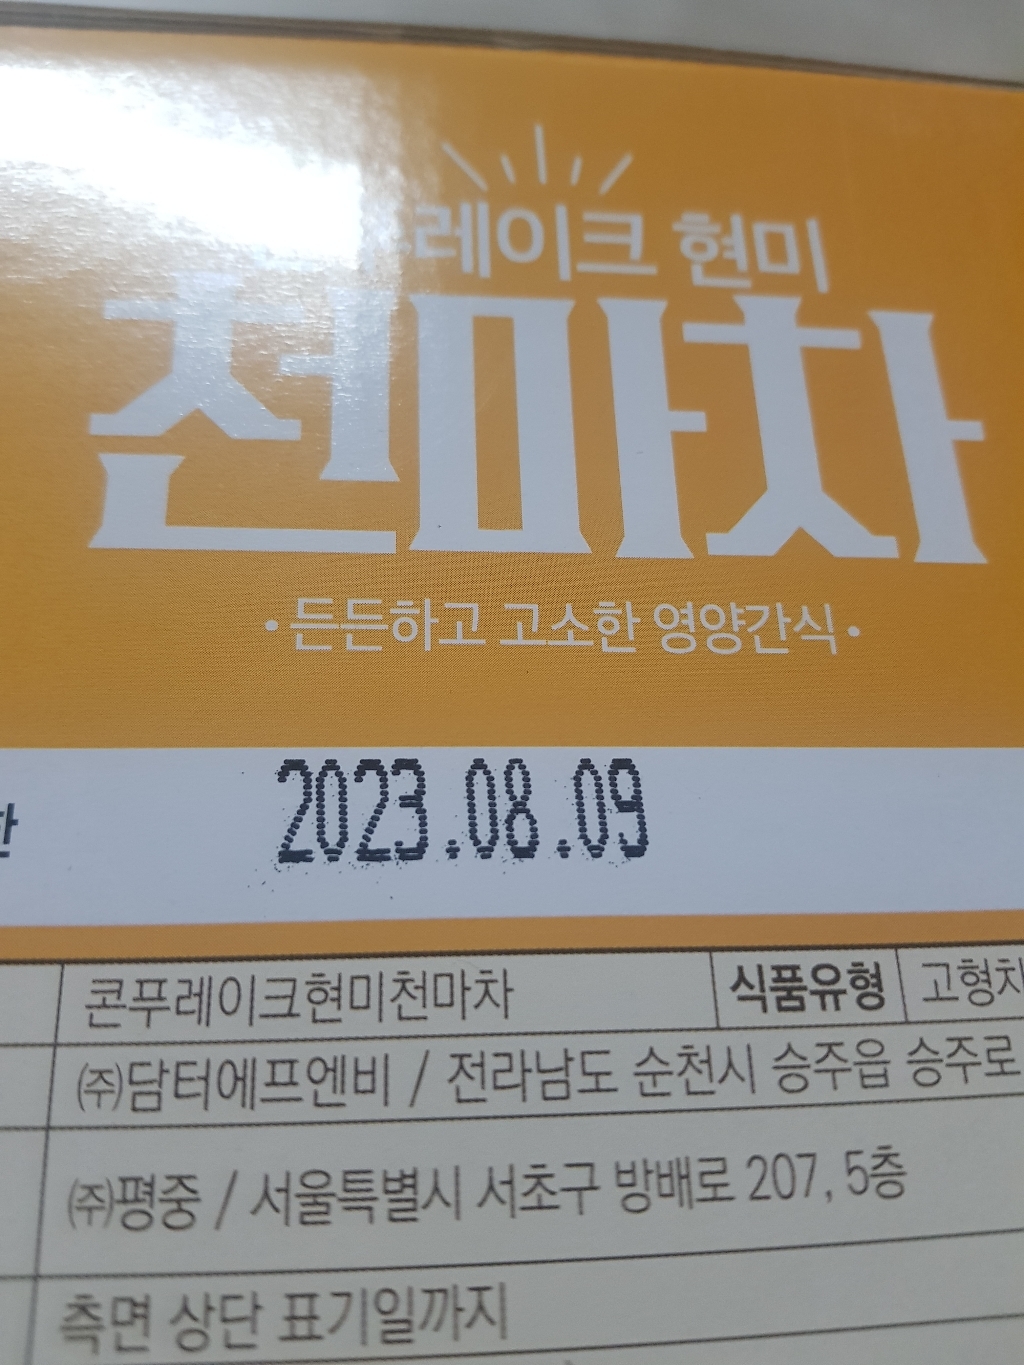 레이크 현미
천마차
·든든하고 고소한 영양간식·
한 2023.08.09
콘푸레이크현미천마차 식품유형 고형차
㈜담터에프엔비 / 전라남도 순천시 승주읍 승주로
㈜평중 / 서울특별시 서초구 방배로 207, 5층
측면 상단 표기일까지